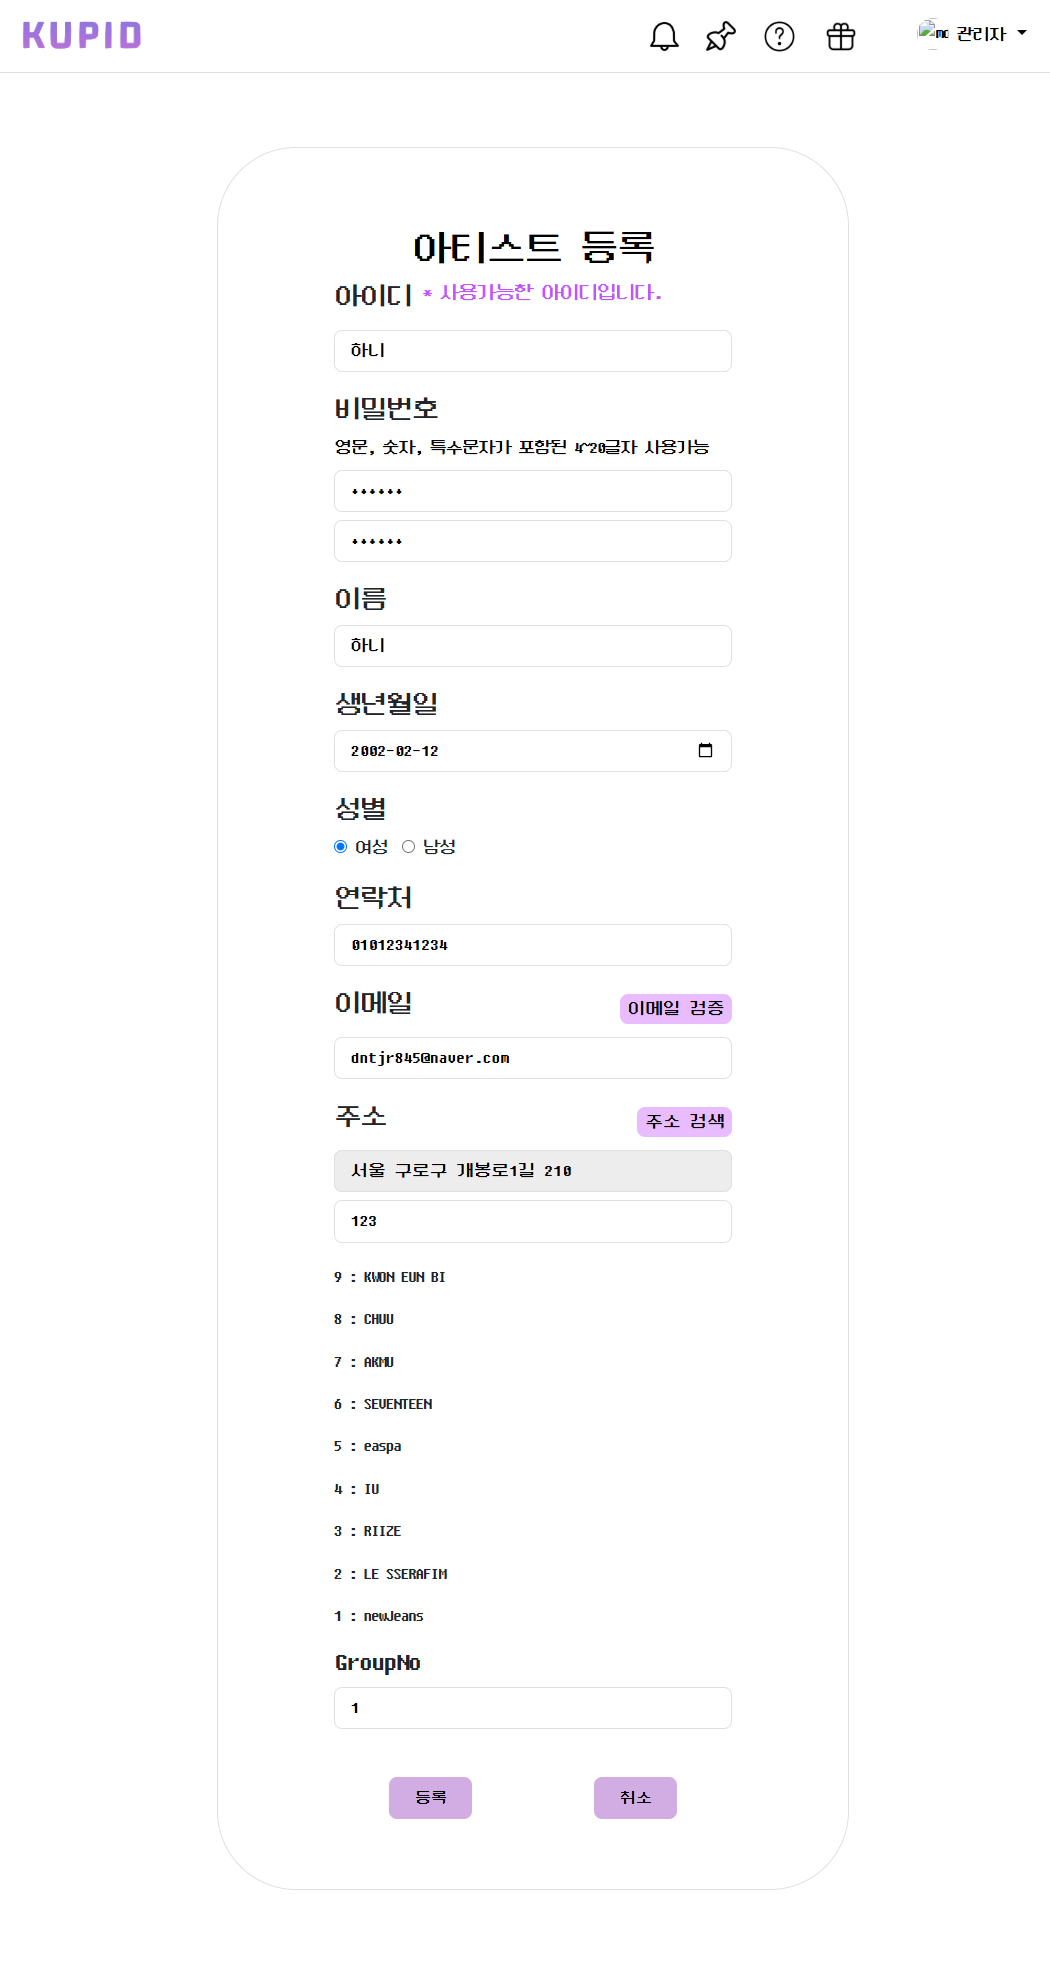 KUPID
관리자
아티스트 등록
아이디 * 사용가능한 아이디입니다.
하니
비밀번호
영문, 숫자, 특수문자가 포함된 4~20글자 사용가능
******
******
이름
하니
생년월일
2002-02-12
성별
여성 남성
연락처
01012341234
이메일 이메일 검증
dntjr845@naver.com
주소 주소 검색
서울 구로구 개봉로1길 210
123
9 : KWON EUN BI
8 : CHUU
7 : AKMU
6 : SEVENTEEN
5 : easpa
4 : IU
3 : RIIZE
2 : LE SSERAFIM
1 : newJeans
GroupNo
1
등록 취소